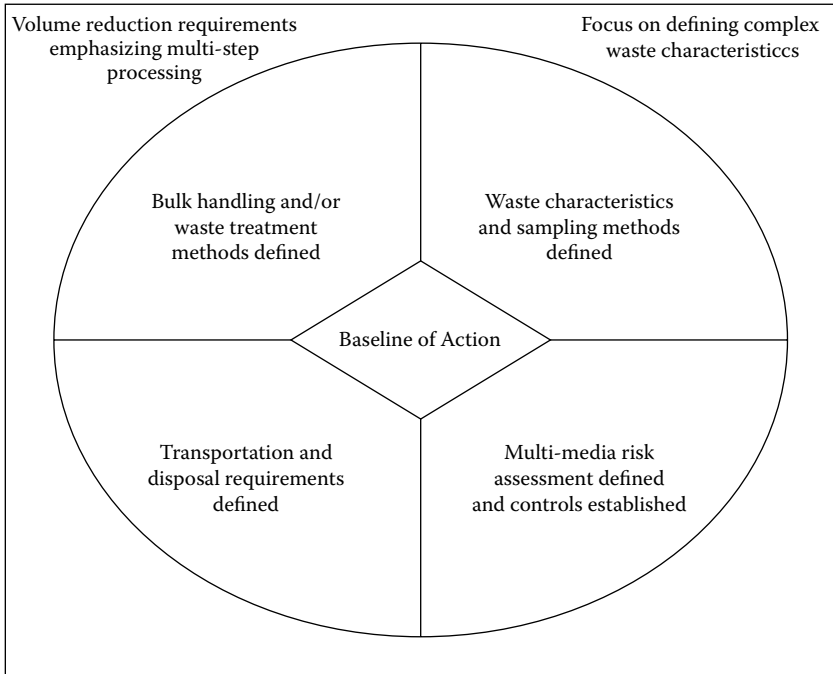 Volume reduction requirements
emphasizing multi-step
processing
Focus on defining complex
waste characteristiccs
Bulk handling and/or
waste treatment
methods defined
Waste characteristics
and sampling methods
defined
Baseline of Action
Transportation and
disposal requirements
defined
Multi-media risk
assessment defined
and controls established